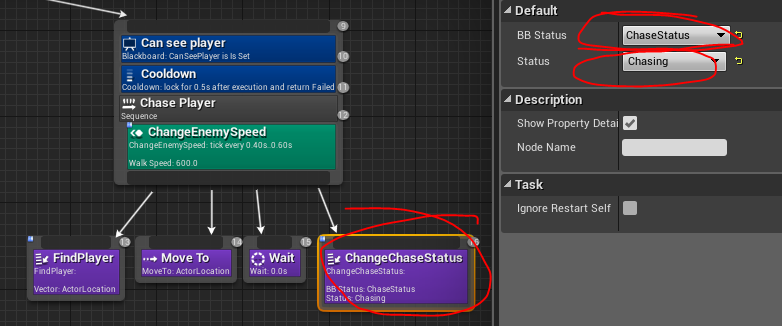 9
Can see player
Blackboard: CanSeePlayer is Is Set
10
Cooldown
Cooldown: lock for 0.5s after execution and return Failed
11
Chase Player
Sequence
12
ChangeEnemySpeed
ChangeEnemySpeed: tick every 0.40s..0.60s
Walk Speed: 600.0
13
FindPlayer
FindPlayer:
Vector: ActorLocation
14
Move To
MoveTo: ActorLocation
15
Wait
Wait: 0.0s
ChangeChaseStatus
ChangeChaseStatus:
BB Status: ChaseStatus
Status: Chasing
Default
BB Status
ChaseStatus
Status
Chasing
Description
Show Property Detai
Node Name
Task
Ignore Restart Self